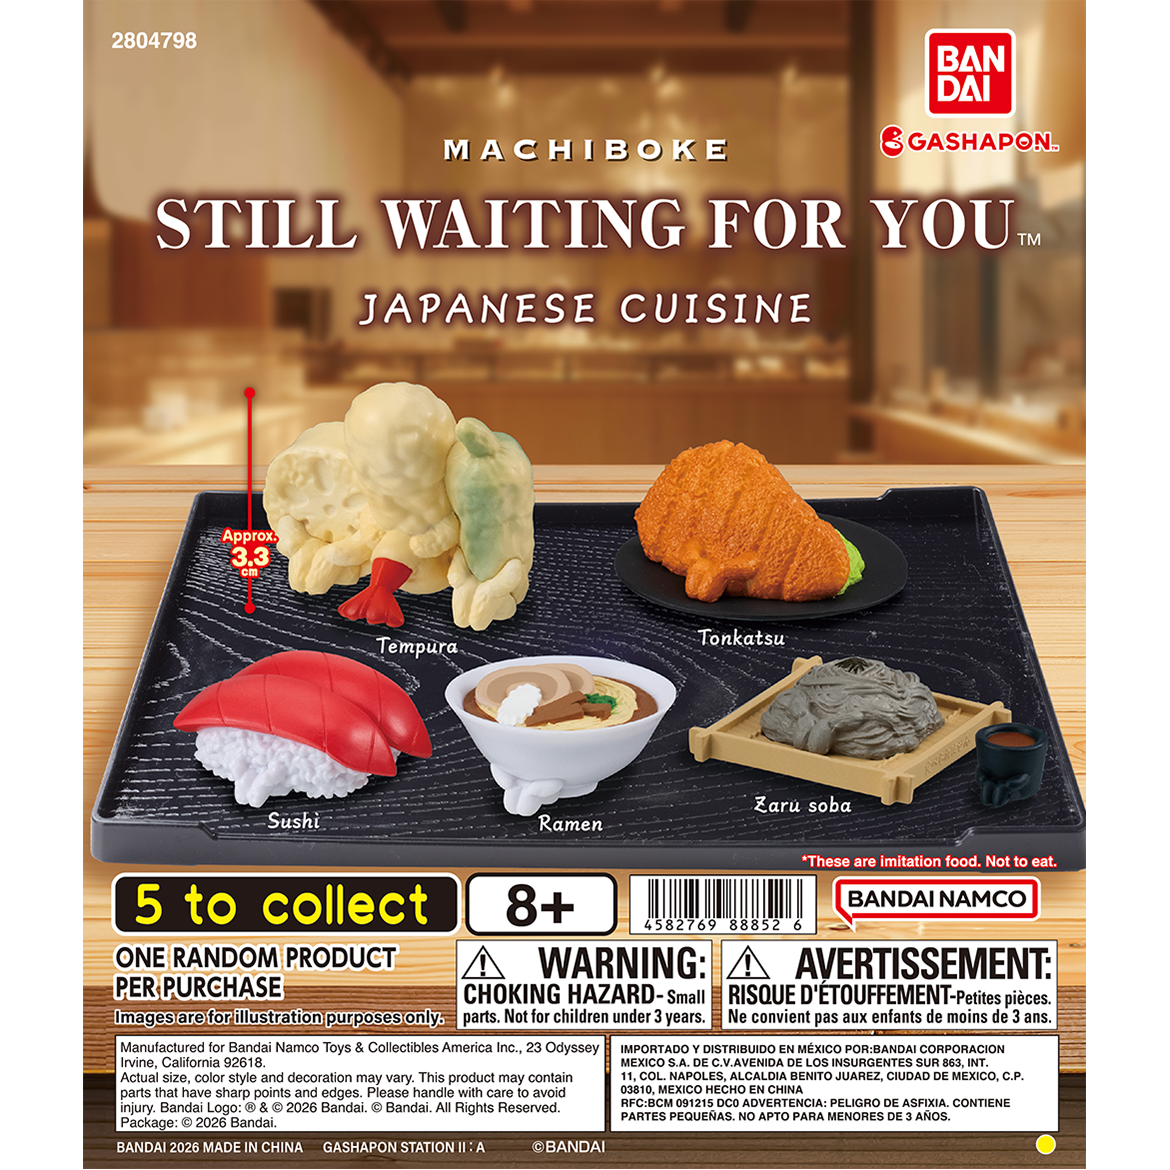 2804798
BAN
DAI
GASHAPON™
MACHIBOKE
STILL WAITING FOR YOU™
JAPANESE CUISINE
Approx.
3.3
cm
Tempura
Tonkatsu
Sushi
Ramen
Zaru soba
*These are imitation food. Not to eat.
5 to collect
8+
4582769 88852 6
BANDAI NAMCO
ONE RANDOM PRODUCT
PER PURCHASE
Images are for illustration purposes only.
WARNING:
CHOKING HAZARD- Small
parts. Not for children under 3 years.
AVERTISSEMENT:
RISQUE D'ÉTOUFFEMENT-Petites pièces.
Ne convient pas aux enfants de moins de 3 ans.
Manufactured for Bandai Namco Toys & Collectibles America Inc., 23 Odyssey
Irvine, California 92618.
Actual size, color style and decoration may vary. This product may contain
parts that have sharp points and edges. Please handle with care to avoid
injury. Bandai Logo: ® & © 2026 Bandai. © Bandai. All Rights Reserved.
Package: © 2026 Bandai.
IMPORTADO Y DISTRIBUIDO EN MÉXICO POR:BANDAI CORPORACION
MEXICO S.A. DE C.V.AVENIDA DE LOS INSURGENTES SUR 863, INT.
11, COL. NAPOLES, ALCALDIA BENITO JUAREZ, CIUDAD DE MEXICO, C.P.
03810, MEXICO HECHO EN CHINA
RFC:BCM 091215 DC0 ADVERTENCIA: PELIGRO DE ASFIXIA. CONTIENE
PARTES PEQUEÑAS. NO APTO PARA MENORES DE 3 AÑOS.
BANDAI 2026 MADE IN CHINA GASHAPON STATION II : A ©BANDAI